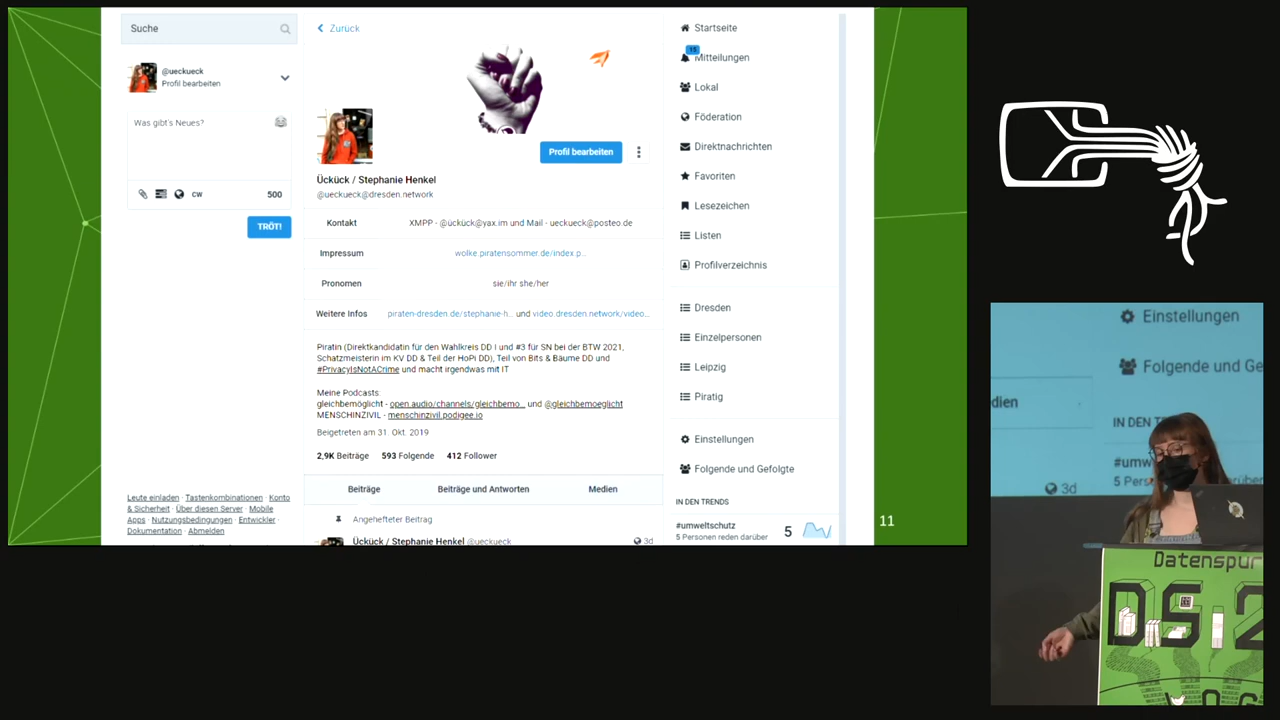 Suche
@ueckueck
Profil bearbeiten
Was gibt's Neues?
CW
500
TRÖT!
Leute einladen · Tastenkombinationen · Konto
& Sicherheit · Über diesen Server · Mobile
Apps · Nutzungsbedingungen · Entwickler ·
Dokumentation · Abmelden
Zurück
Profil bearbeiten
Ückück / Stephanie Henkel
@ueckueck@dresden.network
Kontakt XMPP - @ückück@yax.im und Mail - ueckueck@posteo.de
Impressum wolke.piratensommer.de/index.p...
Pronomen sie/ihr she/her
Weitere Infos piraten-dresden.de/stephanie-h... und video.dresden.network/video...
Piratin (Direktkandidatin für den Wahlkreis DD I und #3 für SN bei der BTW 2021,
Schatzmeisterin im KV DD & Teil der HoPi DD), Teil von Bits & Bäume DD und
#PrivacyIsNotACrime und macht irgendwas mit IT
Meine Podcasts:
gleichbemöglicht - open.audio/channels/gleichbemo... und @gleichbemoeglicht
MENSCHINZIVIL - menschinzivil.podigee.io
Beigetreten am 31. Okt. 2019
2,9K Beiträge 593 Folgende 412 Follower
Beiträge Beiträge und Antworten Medien
Angehefteter Beitrag
Ückück / Stephanie Henkel @ueckueck 3d
Startseite
15
Mitteilungen
Lokal
Föderation
Direktnachrichten
Favoriten
Lesezeichen
Listen
Profilverzeichnis
Dresden
Einzelpersonen
Leipzig
Piratig
Einstellungen
Folgende und Gefolgte
IN DEN TRENDS
#umweltschutz
5 Personen reden darüber
5
11
Einstellungen
Folgende und Ge
dien
IN DEN T
#umw
5 Pers
3d
Datenspur